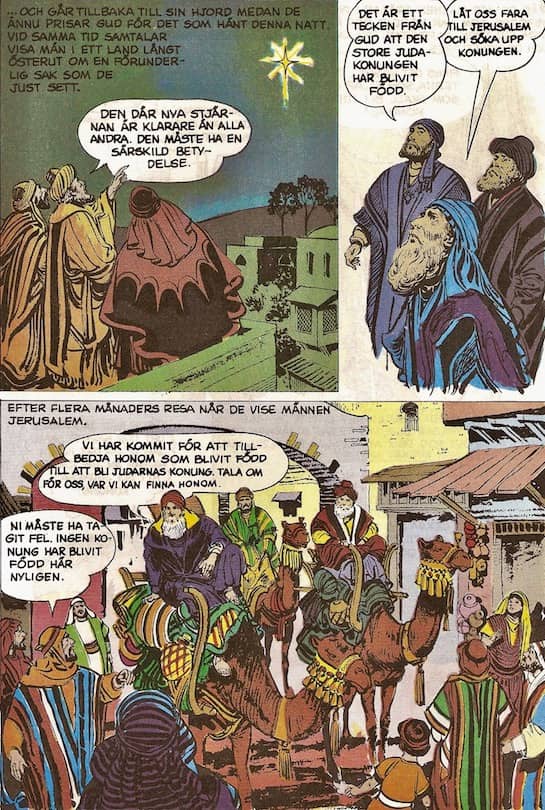 ...OCH GÅR TILLBAKA TILL SIN HJORD MEDAN DE
ÄNNU PRISAR GUD FÖR DET SOM HÄNT DENNA NATT.
VID SAMMA TID SAMTALAR
VISA MÄN I ETT LAND LÅNGT
ÖSTERUT OM EN FÖRUNDER-
LIG SAK SOM DE
JUST SETT.
DEN DÄR NYA STJÄR-
NAN ÄR KLARARE ÄN ALLA
ANDRA. DEN MÅSTE HA EN
SÄRSKILD BETY-
DELSE.
DET ÄR ETT
TECKEN FRÅN
GUD ATT DEN
STORE JUDA-
KONUNGEN
HAR BLIVIT
FÖDD.
LÅT OSS FARA
TILL JERUSALEM
OCH SÖKA UPP
KONUNGEN.
EFTER FLERA MÅNADERS RESA NÅR DE VISE MÄNNEN
JERUSALEM.
VI HAR KOMMIT FÖR ATT TILL-
BEDJA HONOM SOM BLIVIT FÖDD
TILL ATT BLI JUDARNAS KONUNG. TALA OM
FÖR OSS, VAR VI KAN FINNA HONOM.
NI MÅSTE HA TA-
GIT FEL. INGEN KO-
NUNG HAR BLIVIT
FÖDD HÄR
NYLIGEN.